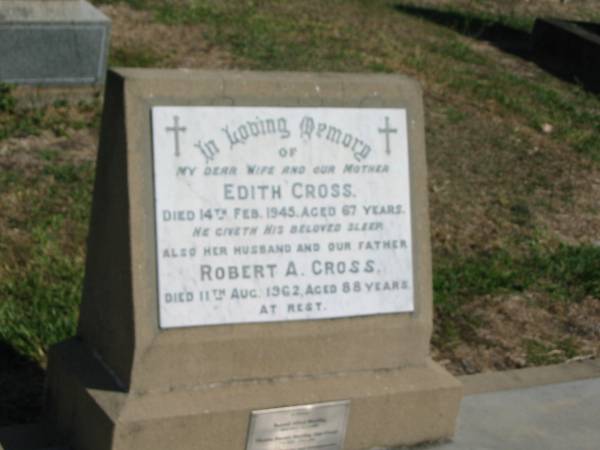 In Loving Memory
OF
MY DEAR WIFE AND OUR MOTHER
EDITH CROSS.
DIED 14TH FEB. 1945. AGED 67 YEARS.
HE GIVETH HIS BELOVED SLEEP.
ALSO HER HUSBAND AND OUR FATHER
ROBERT A. CROSS.
DIED 11TH AUG. 1962. AGED 88 YEARS.
AT REST.